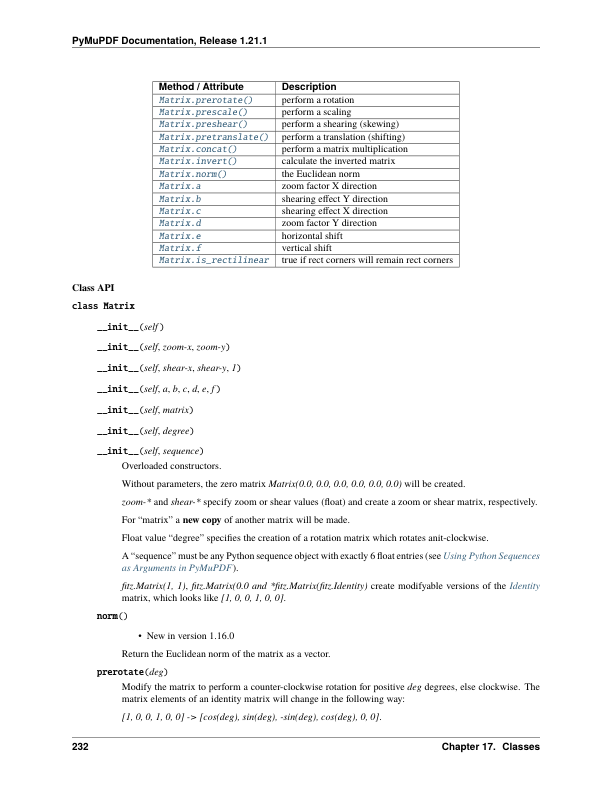 PyMuPDF Documentation, Release 1.21.1
Method / Attribute Description
Matrix.prerotate() perform a rotation
Matrix.prescale() perform a scaling
Matrix.preshear() perform a shearing (skewing)
Matrix.pretranslate() perform a translation (shifting)
Matrix.concat() perform a matrix multiplication
Matrix.invert() calculate the inverted matrix
Matrix.norm() the Euclidean norm
Matrix.a zoom factor X direction
Matrix.b shearing effect Y direction
Matrix.c shearing effect X direction
Matrix.d zoom factor Y direction
Matrix.e horizontal shift
Matrix.f vertical shift
Matrix.is_rectilinear true if rect corners will remain rect corners
Class API
class Matrix
__init__(self)
__init__(self, zoom-x, zoom-y)
__init__(self, shear-x, shear-y, 1)
__init__(self, a, b, c, d, e, f)
__init__(self, matrix)
__init__(self, degree)
__init__(self, sequence)
Overloaded constructors.
Without parameters, the zero matrix Matrix(0.0, 0.0, 0.0, 0.0, 0.0, 0.0) will be created.
zoom-* and shear-* specify zoom or shear values (float) and create a zoom or shear matrix, respectively.
For “matrix” a new copy of another matrix will be made.
Float value “degree” specifies the creation of a rotation matrix which rotates anit-clockwise.
A “sequence” must be any Python sequence object with exactly 6 float entries (see Using Python Sequences
as Arguments in PyMuPDF).
fitz.Matrix(1, 1), fitz.Matrix(0.0 and *fitz.Matrix(fitz.Identity) create modifyable versions of the Identity
matrix, which looks like [1, 0, 0, 1, 0, 0].
norm()
• New in version 1.16.0
Return the Euclidean norm of the matrix as a vector.
prerotate(deg)
Modify the matrix to perform a counter-clockwise rotation for positive deg degrees, else clockwise. The
matrix elements of an identity matrix will change in the following way:
[1, 0, 0, 1, 0, 0] -> [cos(deg), sin(deg), -sin(deg), cos(deg), 0, 0].
232 Chapter 17. Classes